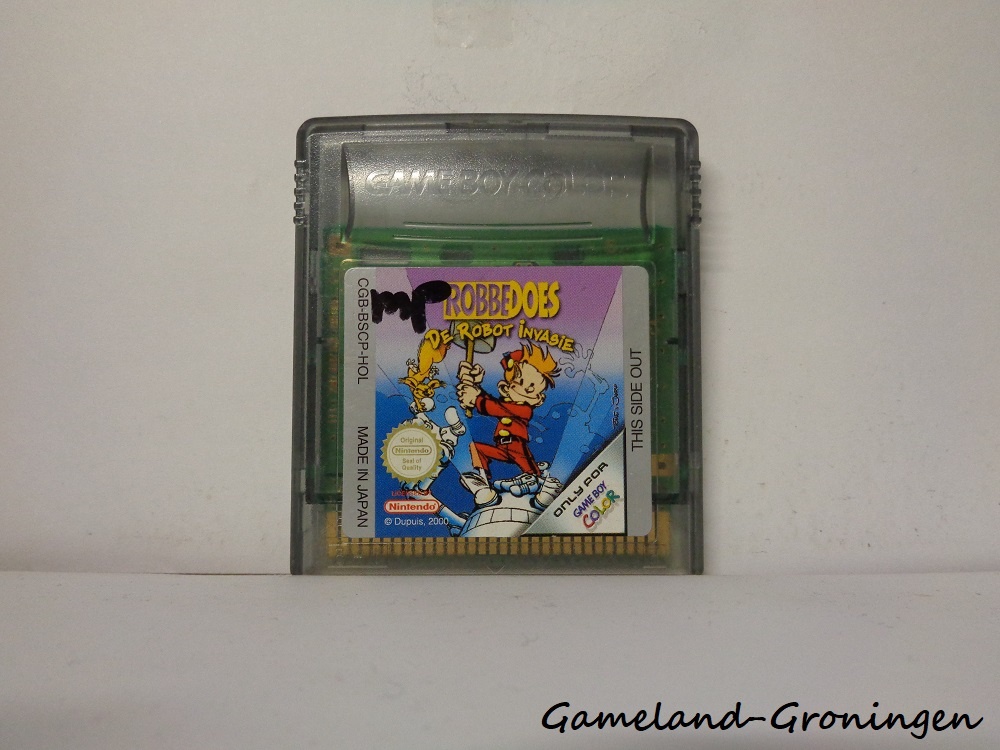 GAME BOY COLOR
CGB-BSCP-HOL
MADE IN JAPAN
mP
ROBBEDOES
DE ROBOT INVASIE
THIS SIDE OUT
Original
Nintendo
Seal of
Quality
Nintendo
© Dupuis, 2000
ONLY FOR
GAME BOY
COLOR
Gameland-Groningen